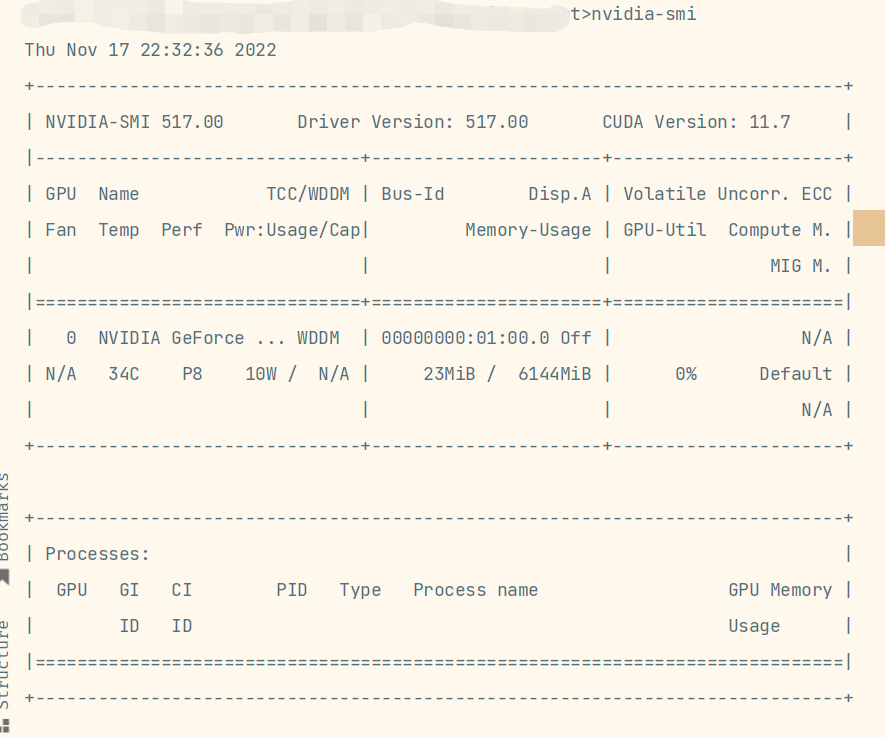 t>nvidia-smi
Thu Nov 17 22:32:36 2022
+-----------------------------------------------------------------------------+
| NVIDIA-SMI 517.00       Driver Version: 517.00       CUDA Version: 11.7     |
|-------------------------------+----------------------+----------------------+
| GPU  Name            TCC/WDDM | Bus-Id        Disp.A | Volatile Uncorr. ECC |
| Fan  Temp  Perf  Pwr:Usage/Cap|         Memory-Usage | GPU-Util  Compute M. |
|                               |                      |               MIG M. |
|===============================+======================+======================|
|   0  NVIDIA GeForce ... WDDM  | 00000000:01:00.0 Off |                  N/A |
| N/A   34C    P8    10W /  N/A |     23MiB /  6144MiB |      0%      Default |
|                               |                      |                  N/A |
+-------------------------------+----------------------+----------------------+
+-----------------------------------------------------------------------------+
| Processes:                                                                  |
|  GPU   GI   CI        PID   Type   Process name                  GPU Memory |
|        ID   ID                                                   Usage      |
|=============================================================================|
+-----------------------------------------------------------------------------+
Bookmarks
Structure